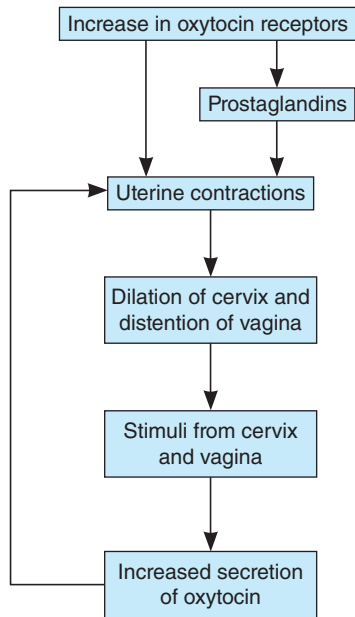 Increase in oxytocin receptors
Prostaglandins
Uterine contractions
Dilation of cervix and
distention of vagina
Stimuli from cervix
and vagina
Increased secretion
of oxytocin